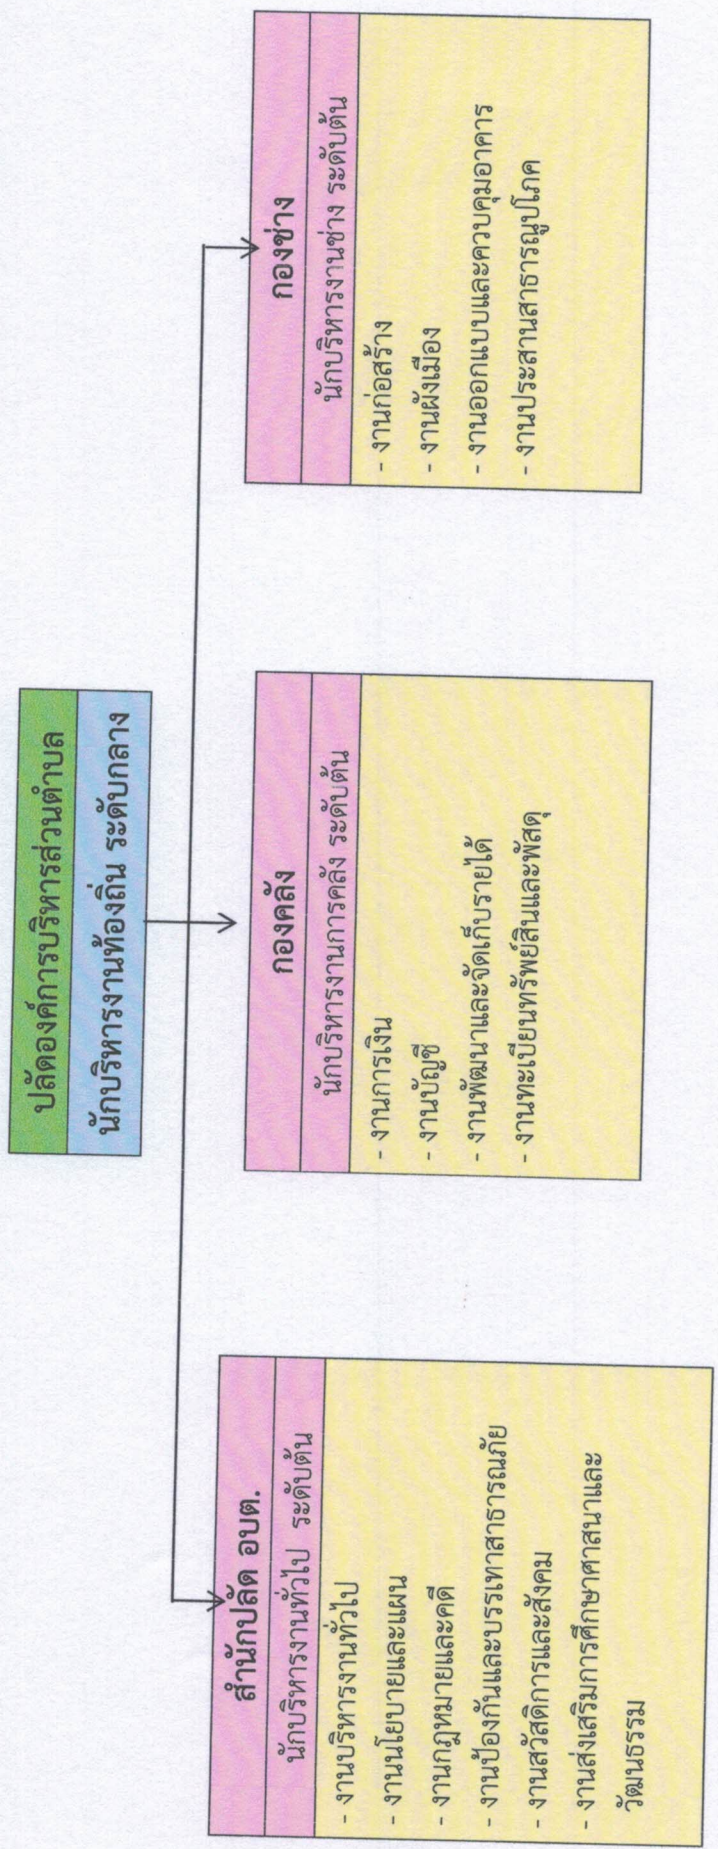 ปลัดองค์การบริหารส่วนตำบล
นักบริหารงานท้องถิ่น ระดับกลาง
สำนักปลัด อบต.
นักบริหารงานทั่วไป ระดับต้น
- งานบริหารงานทั่วไป
- งานนโยบายและแผน
- งานกฎหมายและคดี
- งานป้องกันและบรรเทาสาธารณภัย
- งานสวัสดิการและสังคม
- งานส่งเสริมการศึกษาศาสนาและ
วัฒนธรรม
กองคลัง
นักบริหารงานการคลัง ระดับต้น
- งานการเงิน
- งานบัญชี
- งานพัฒนาและจัดเก็บรายได้
- งานทะเบียนทรัพย์สินและพัสดุ
กองช่าง
นักบริหารงานช่าง ระดับต้น
- งานก่อสร้าง
- งานผังเมือง
- งานออกแบบและควบคุมอาคาร
- งานประสานสาธารณูปโภค